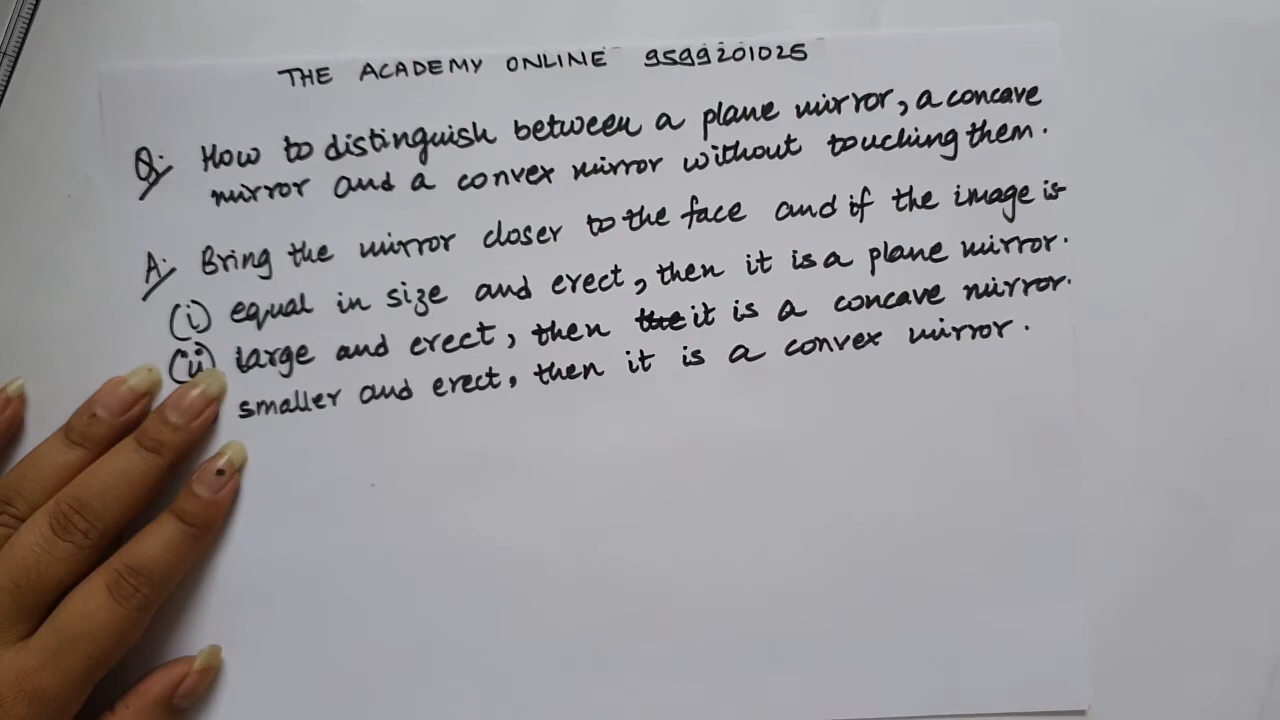 THE ACADEMY ONLINE 9599201025
Q: How to distinguish between a plane mirror, a concave
mirror and a convex mirror without touching them.
A: Bring the mirror closer to the face and if the image is
(i) equal in size and erect, then it is a plane mirror.
(ii) large and erect, then the it is a concave mirror.
smaller and erect, then it is a convex mirror.